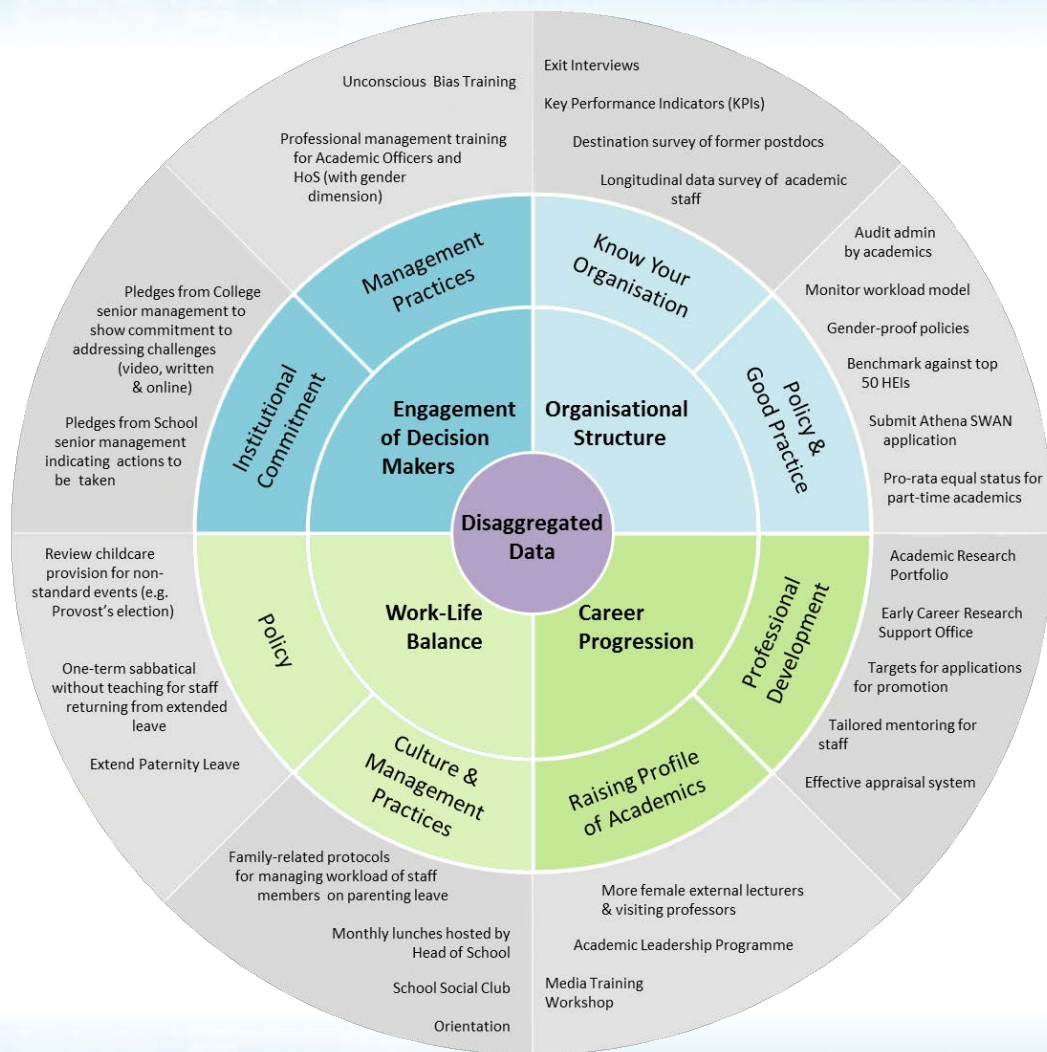 Unconscious Bias Training
Professional management training
for Academic Officers and
HoS (with gender
dimension)
Exit Interviews
Key Performance Indicators (KPIs)
Destination survey of former postdocs
Longitudinal data survey of academic
staff
Audit admin
by academics
Monitor workload model
Gender-proof policies
Benchmark against top
50 HEIs
Submit Athena SWAN
application
Pro-rata equal status for
part-time academics
Pledges from College
senior management to
show commitment to
addressing challenges
(video, written
& online)
Pledges from School
senior management
indicating actions to
be taken
Management
Practices
Know Your
Organisation
Institutional
Commitment
Policy &
Good Practice
Engagement
of Decision
Makers
Organisational
Structure
Disaggregated
Data
Work-Life
Balance
Career
Progression
Policy
Culture &
Management
Practices
Raising Profile
of Academics
Professional
Development
Review childcare
provision for non-
standard events (e.g.
Provost's election)
One-term sabbatical
without teaching for staff
returning from extended
leave
Extend Paternity Leave
Academic Research
Portfolio
Early Career Research
Support Office
Targets for applications
for promotion
Tailored mentoring for
staff
Effective appraisal system
Family-related protocols
for managing workload of staff
members on parenting leave
Monthly lunches hosted by
Head of School
School Social Club
Orientation
More female external lecturers
& visiting professors
Academic Leadership Programme
Media Training
Workshop